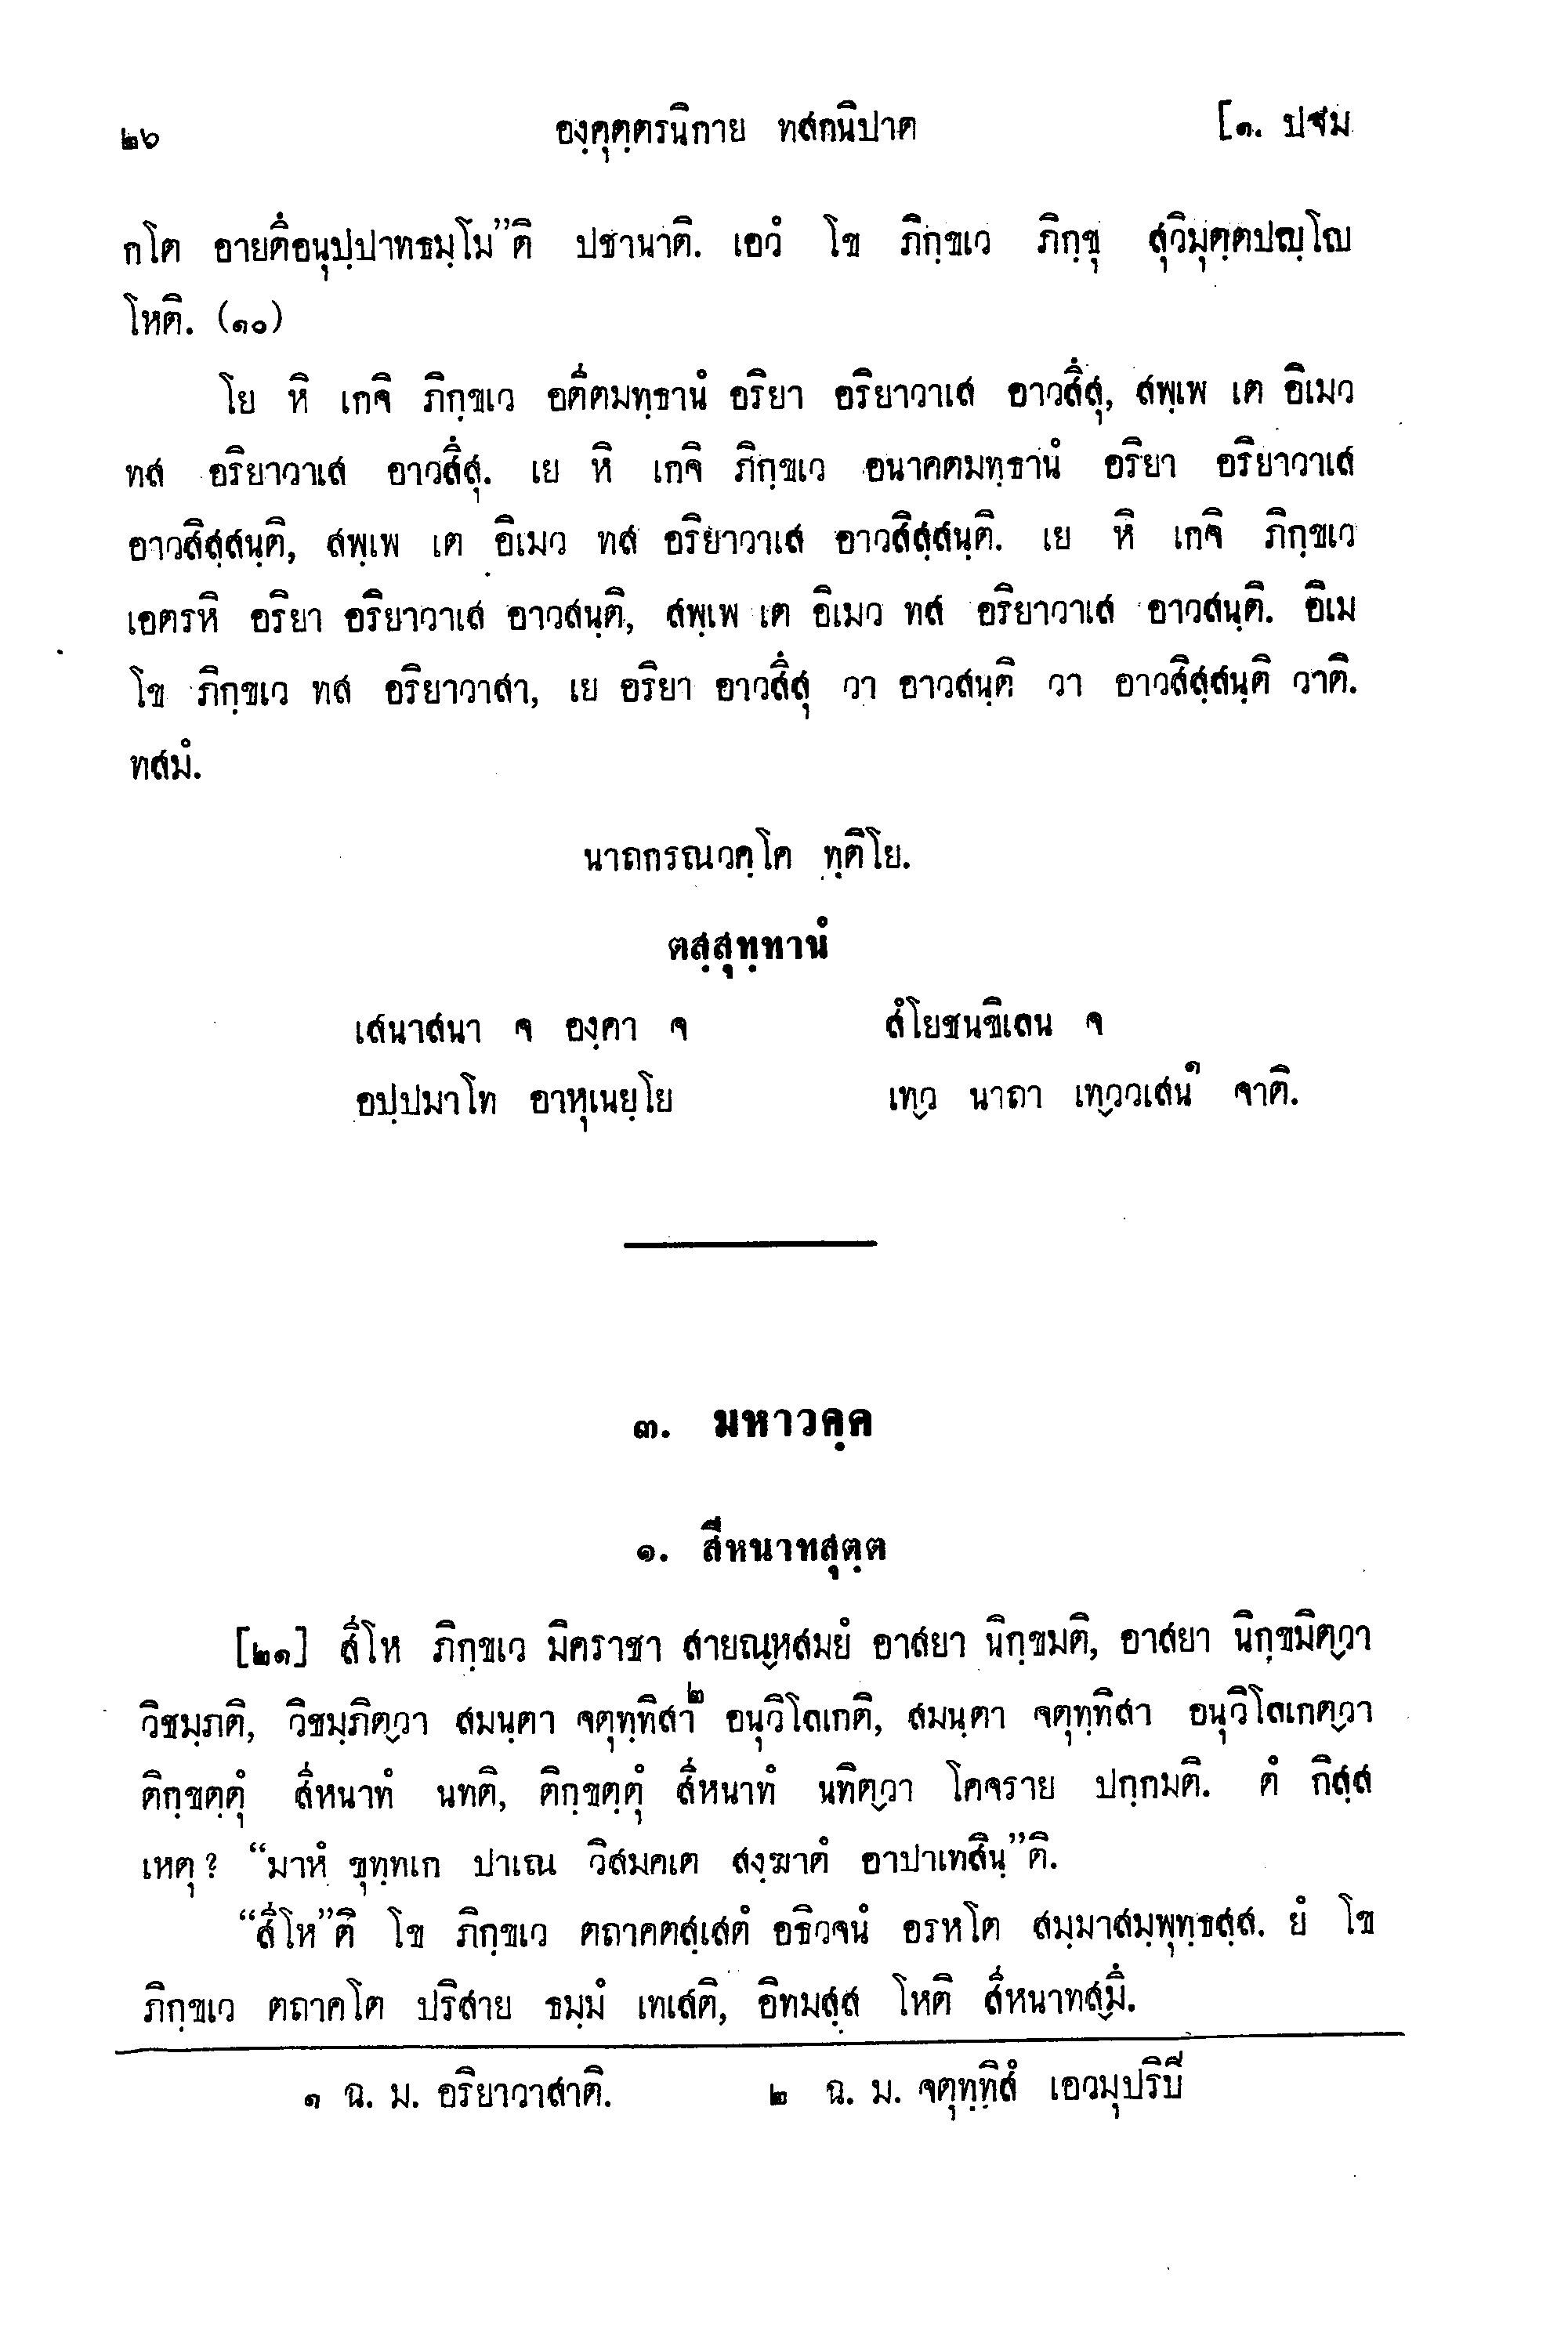 ๒๖ องฺคุตฺตรนิกาย ทสกนิปาต [๑. ปฐม
กโต อายตึอนุปฺปาทธมฺโม”ติ ปชานาติ. เอวํ โข ภิกฺขเว ภิกฺขุ สุวิมุตฺตปญฺโญ
โหติ. (๑๐)
โย หิ เกจิ ภิกฺขเว อตีตมทฺธานํ อริยา อริยาวาเส อาวสึสุ, สพฺเพ เต อิเมว
ทส อริยาวาเส อาวสึสุ. เย หิ เกจิ ภิกฺขเว อนาคตมทฺธานํ อริยา อริยาวาเส
อาวสิสฺสนฺติ, สพฺเพ เต อิเมว ทส อริยาวาเส อาวสิสฺสนฺติ. เย หิ เกจิ ภิกฺขเว
เอตรหิ อริยา อริยาวาเส อาวสนฺติ, สพฺเพ เต อิเมว ทส อริยาวาเส อาวสนฺติ. อิเม
โข ภิกฺขเว ทส อริยาวาสา, เย อริยา อาวสึสุ วา อาวสนฺติ วา อาวสิสฺสนฺติ วาติ.
ทสมํ.
นาถกรณวคฺโค ทุติโย.
ตสฺสุทฺทานํ
เสนาสนา จ องฺคา จ สํโยชนขิเลน จ
อปฺปมาโท อาหุเนยฺโย เทฺว นาถา เทฺววเสนํ๑ จาติ.
๓. มหาวคฺค
๑. สีหนาทสุตฺต
[๒๑] สีโห ภิกฺขเว มิคราชา สายณฺหสมยํ อาสยา นิกฺขมติ, อาสยา นิกฺขมิตฺวา
วิชมฺภติ, วิชมฺภิตฺวา สมนฺตา จตุทฺทิสา๒ อนุวิโลเกติ, สมนฺตา จตุทฺทิสา อนุวิโลเกตฺวา
ติกฺขตฺตุํ สีหนาทํ นทติ, ติกฺขตฺตุํ สีหนาทํ นทิตฺวา โคจราย ปกฺกมติ. ตํ กิสฺส
เหตุ? “มาหํ ขุทฺทเก ปาเณ วิสมคเต สงฺฆาตํ อาปาเทสินฺ”ติ.
“สีโห”ติ โข ภิกฺขเว ตถาคตสฺเสตํ อธิวจนํ อรหโต สมฺมาสมฺพุทฺธสฺส. ยํ โข
ภิกฺขเว ตถาคโต ปริสาย ธมฺมํ เทเสติ, อิทมสฺส โหติ สีหนาทสฺมึ.
๑ ฉ. ม. อริยาวาสาติ. ๒ ฉ. ม. จตุทฺทิสํ เอวมุปริปิ